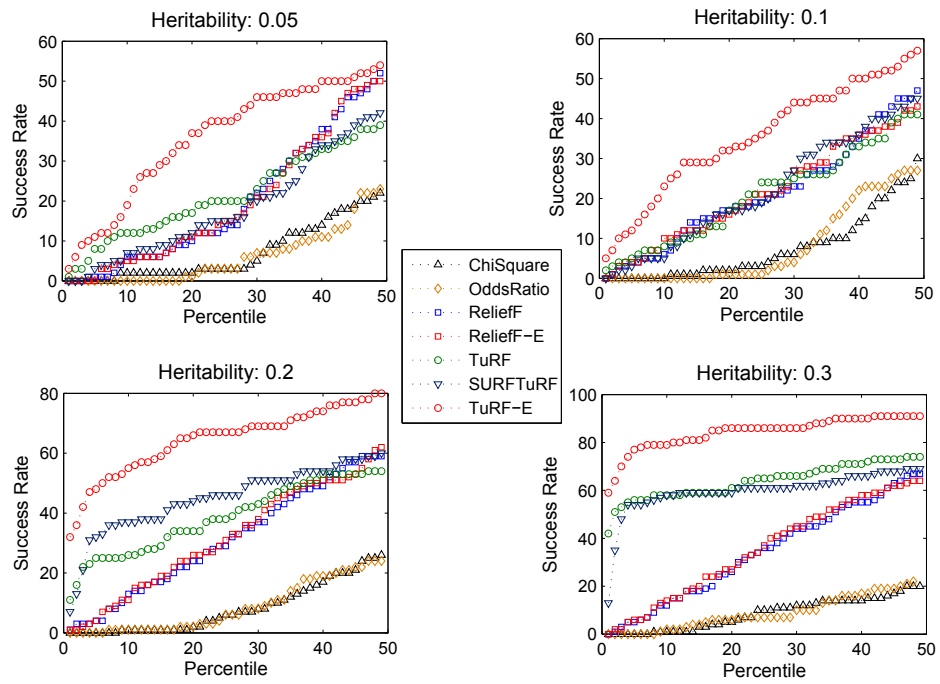 Heritability: 0.05
60
50
40
30
20
10
0
0 10 20 30 40 50
Success Rate
Percentile
Heritability: 0.1
60
50
40
30
20
10
0
0 10 20 30 40 50
Success Rate
Percentile
ChiSquare
OddsRatio
ReliefF
ReliefF-E
TuRF
SURFTuRF
TuRF-E
Heritability: 0.2
80
60
40
20
0
0 10 20 30 40 50
Success Rate
Percentile
Heritability: 0.3
100
80
60
40
20
0
0 10 20 30 40 50
Success Rate
Percentile